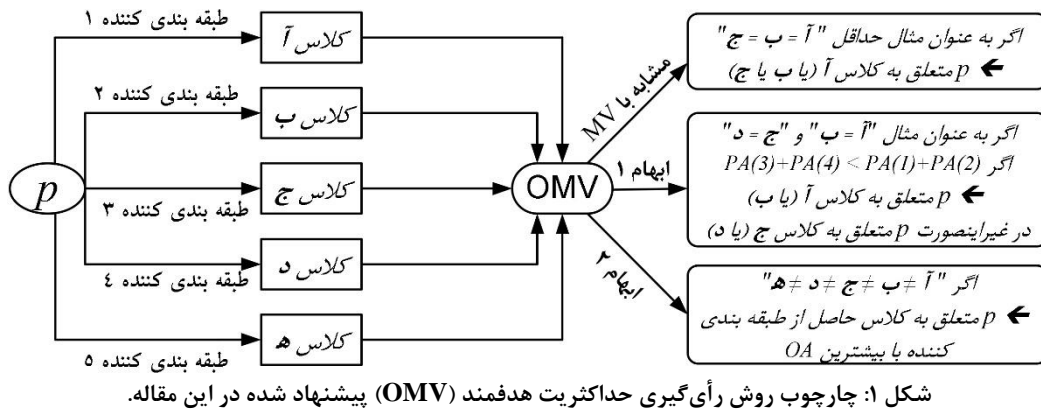 طبقه بندی کننده ۱
کلاس آ
طبقه بندی کننده ۲
کلاس ب
p
طبقه بندی کننده ۳
کلاس ج
طبقه بندی کننده ٤
کلاس د
طبقه بندی کننده ٥
کلاس ه
OMV
مشابه با MV
ابهام ۱
ابهام ۲
اگر به عنوان مثال حداقل "آ = ب = ج"
← p متعلق به کلاس آ (یا ب یا ج)
اگر به عنوان مثال "آ = ب" و "ج = د"
اگر PA(3)+PA(4) < PA(1)+PA(2)
← p متعلق به کلاس آ (یا ب)
در غیراینصورت p متعلق به کلاس ج (یا د)
اگر "آ ≠ ب ≠ ج ≠ د ≠ ه"
← p متعلق به کلاس حاصل از طبقه بندی
کننده با بیشترین OA
شکل ۱: چارچوب روش رأی‌گیری حداکثریت هدفمند (OMV) پیشنهاد شده در این مقاله.